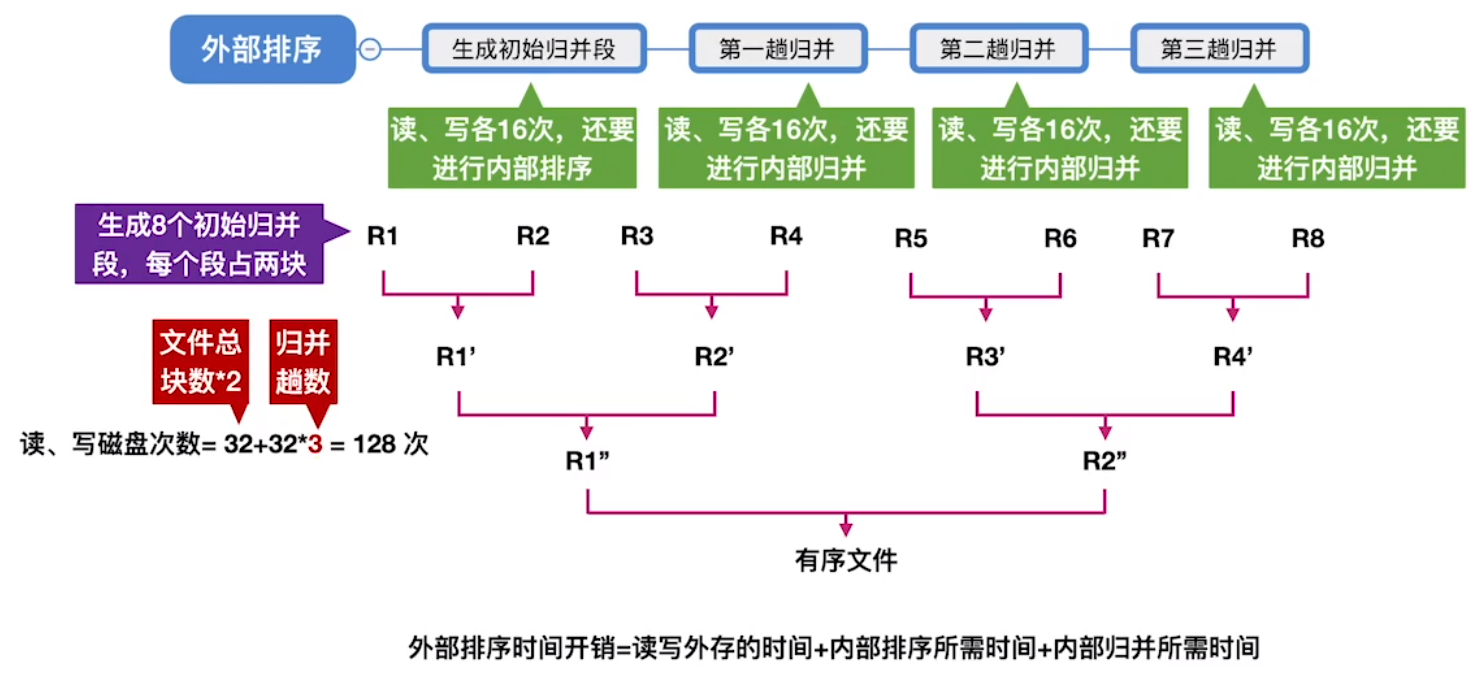 外部排序
生成初始归并段
第一趟归并
第二趟归并
第三趟归并
读、写各16次，还要
进行内部排序
读、写各16次，还要
进行内部归并
读、写各16次，还要
进行内部归并
读、写各16次，还要
进行内部归并
生成8个初始归并
段，每个段占两块
R1 R2 R3 R4 R5 R6 R7 R8
文件总
块数*2
归并
趟数
R1’ R2’ R3’ R4’
读、写磁盘次数= 32+32*3 = 128 次
R1” R2”
有序文件
外部排序时间开销=读写外存的时间+内部排序所需时间+内部归并所需时间